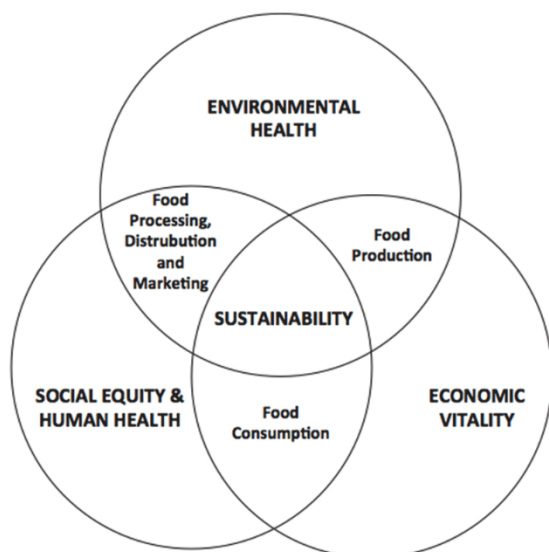 ENVIRONMENTAL
HEALTH
Food
Processing,
Distrubution
and
Marketing
Food
Production
SUSTAINABILITY
SOCIAL EQUITY &
HUMAN HEALTH
Food
Consumption
ECONOMIC
VITALITY